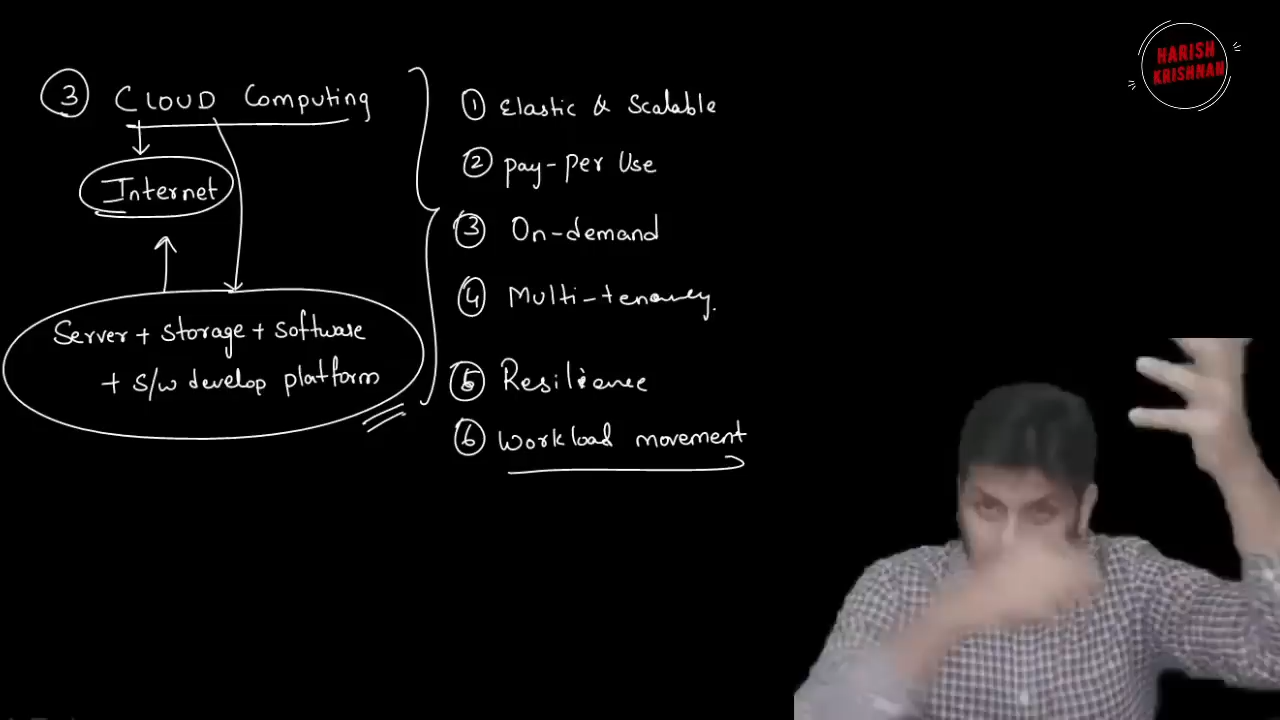 3 CLOUD Computing
Internet
Server + Storage + Software
+ S/W develop platform
1 Elastic & Scalable
2 pay-per Use
3 On-demand
4 Multi-tenancy.
5 Resilience
6 Workload movement
HARISH
KRISHNAN